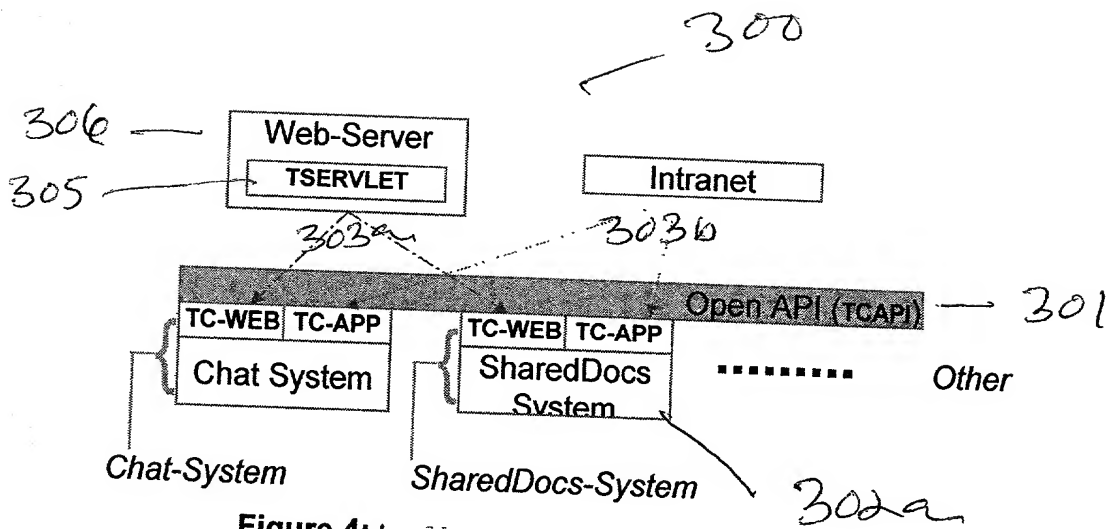 300
306
Web-Server
TSERVLET
305
Intranet
303a
303b
Open API (TCAPI)
301
TC-WEB TC-APP
TC-WEB TC-APP
Chat System
SharedDocs
System
.........
Other
Chat-System
SharedDocs-System
302a
Figure 4: